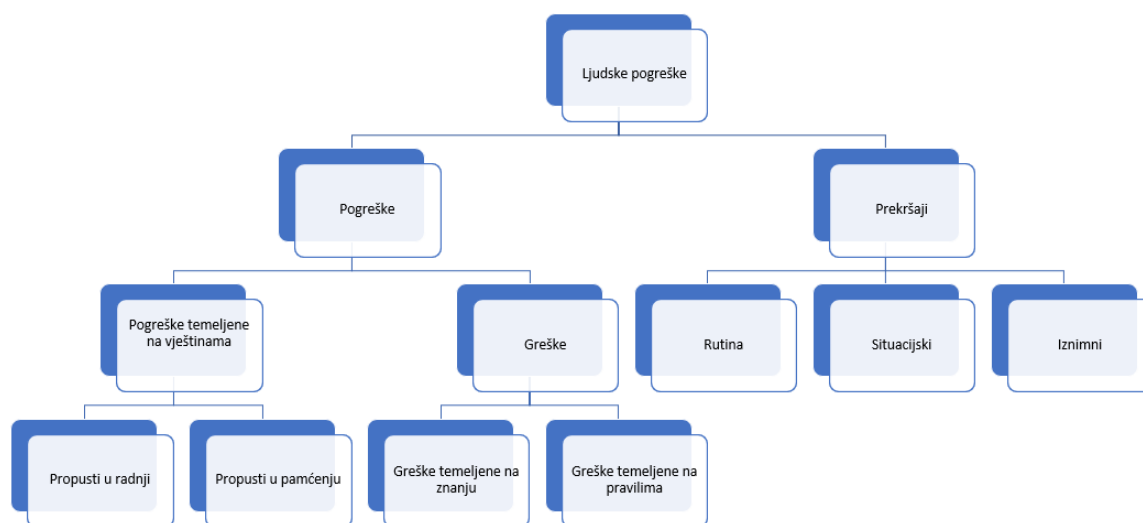 Ljudske pogreške
Pogreške
Prekršaji
Pogreške temeljene
na vještinama
Greške
Rutina
Situacijski
Iznimni
Propusti u radnji
Propusti u pamćenju
Greške temeljene na
znanju
Greške temeljene na
pravilima